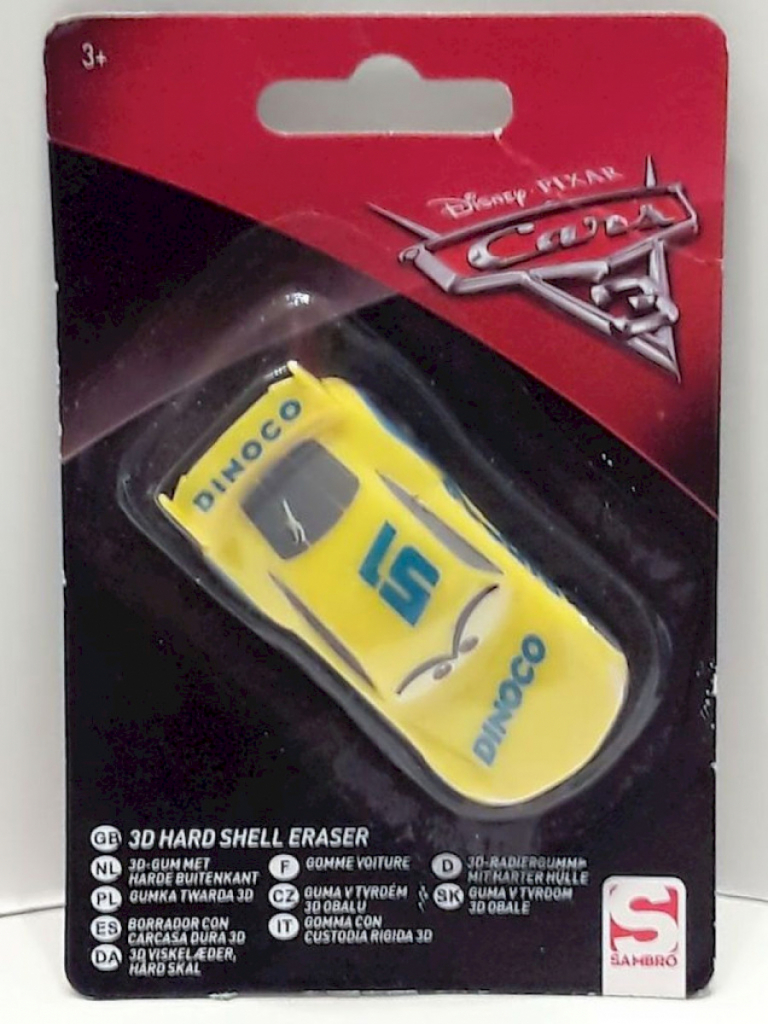 3+
Disney·PIXAR
Cars
3
DINOCO
51
DINOCO
GB 3D HARD SHELL ERASER
NL 3D-GUM MET
HARDE BUITENKANT
F GOMME VOITURE
D 3D-RADIERGUMMI
MIT HARTER HÜLLE
PL GUMKA TWARDA 3D
CZ GUMA V TVRDÉM
3D OBALU
SK GUMA V TVRDOM
3D OBALE
ES BORRADOR CON
CARCASA DURA 3D
IT GOMMA CON
CUSTODIA RIGIDA 3D
DA 3D VISKELÆDER,
HÅRD SKAL
S
SAMBRO